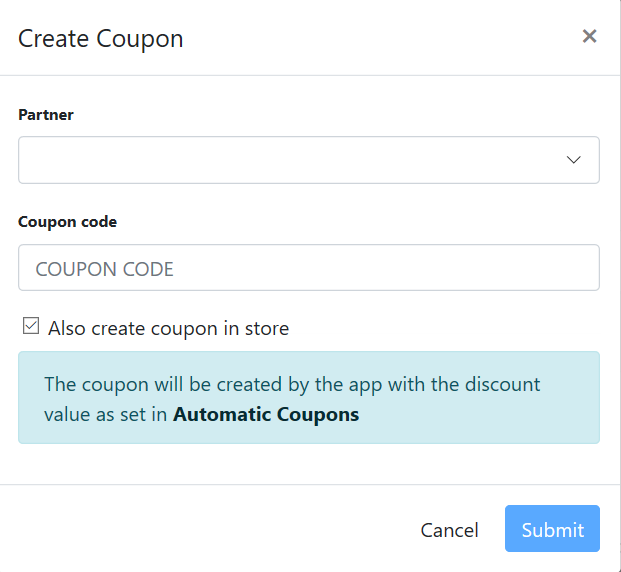 Create Coupon
Partner
Coupon code
COUPON CODE
Also create coupon in store
The coupon will be created by the app with the discount
value as set in Automatic Coupons
Cancel
Submit